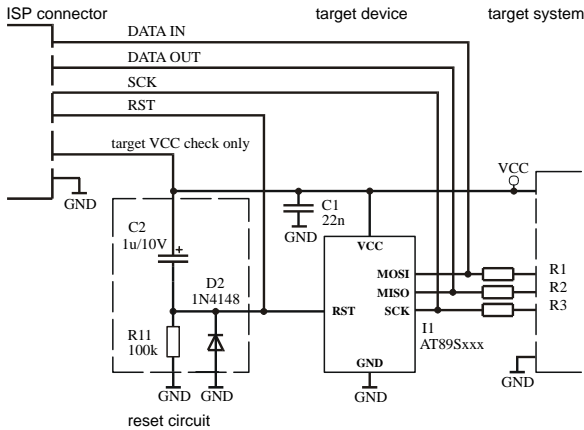 ISP connector
target device
target system
DATA IN
DATA OUT
SCK
RST
target VCC check only
VCC
GND
C2
1u/10V
+
C1
22n
GND
VCC
D2
1N4148
MOSI
MISO
SCK
RST
R1
R2
R3
I1
AT89Sxxx
R11
100k
GND
GND
GND
GND
GND
reset circuit